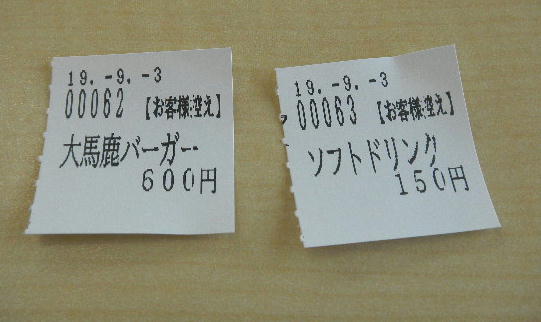 19.-9.-3
00062 【お客様控え】
大馬鹿バーガー
600円
19.-9.-3
00063 【お客様控え】
ソフトドリンク
150円